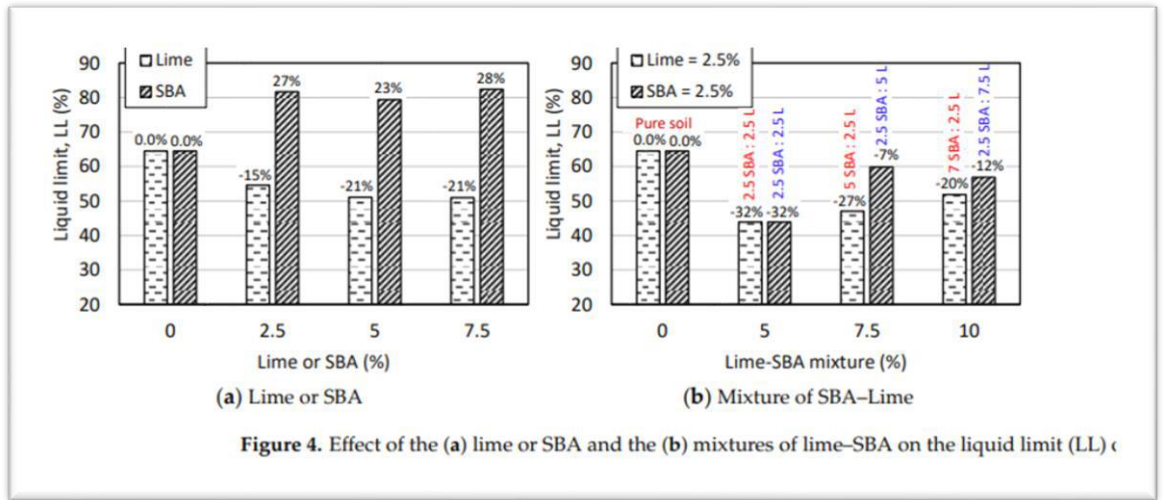 Lime
SBA
Liquid limit, LL (%)
90
80
70
60
50
40
30
20
0.0%
0.0%
-15%
27%
-21%
23%
-21%
28%
0
2.5
5
7.5
Lime or SBA (%)
(a) Lime or SBA
Lime = 2.5%
SBA = 2.5%
Liquid limit, LL (%)
90
80
70
60
50
40
30
20
Pure soil
0.0%
0.0%
2.5 SBA : 2.5 L
2.5 SBA : 2.5 L
-32%
-32%
5 SBA : 2.5 L
2.5 SBA : 5 L
-27%
-7%
7 SBA : 2.5 L
2.5 SBA : 7.5 L
-20%
-12%
0
5
7.5
10
Lime-SBA mixture (%)
(b) Mixture of SBA–Lime
Figure 4. Effect of the (a) lime or SBA and the (b) mixtures of lime–SBA on the liquid limit (LL)